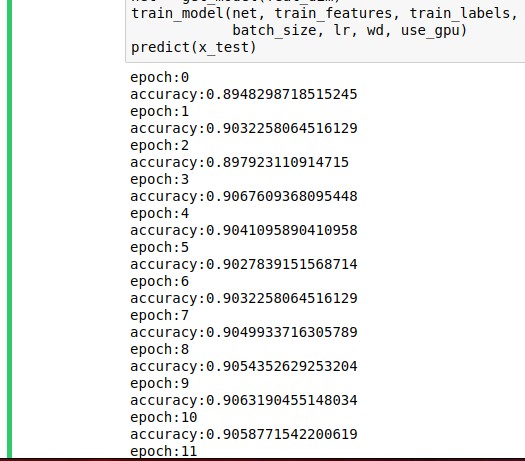 train_model(net, train_features, train_labels,
batch_size, lr, wd, use_gpu)
predict(x_test)
epoch:0
accuracy:0.8948298718515245
epoch:1
accuracy:0.9032258064516129
epoch:2
accuracy:0.897923110914715
epoch:3
accuracy:0.9067609368095448
epoch:4
accuracy:0.9041095890410958
epoch:5
accuracy:0.9027839151568714
epoch:6
accuracy:0.9032258064516129
epoch:7
accuracy:0.9049933716305789
epoch:8
accuracy:0.9054352629253204
epoch:9
accuracy:0.9063190455148034
epoch:10
accuracy:0.9058771542200619
epoch:11